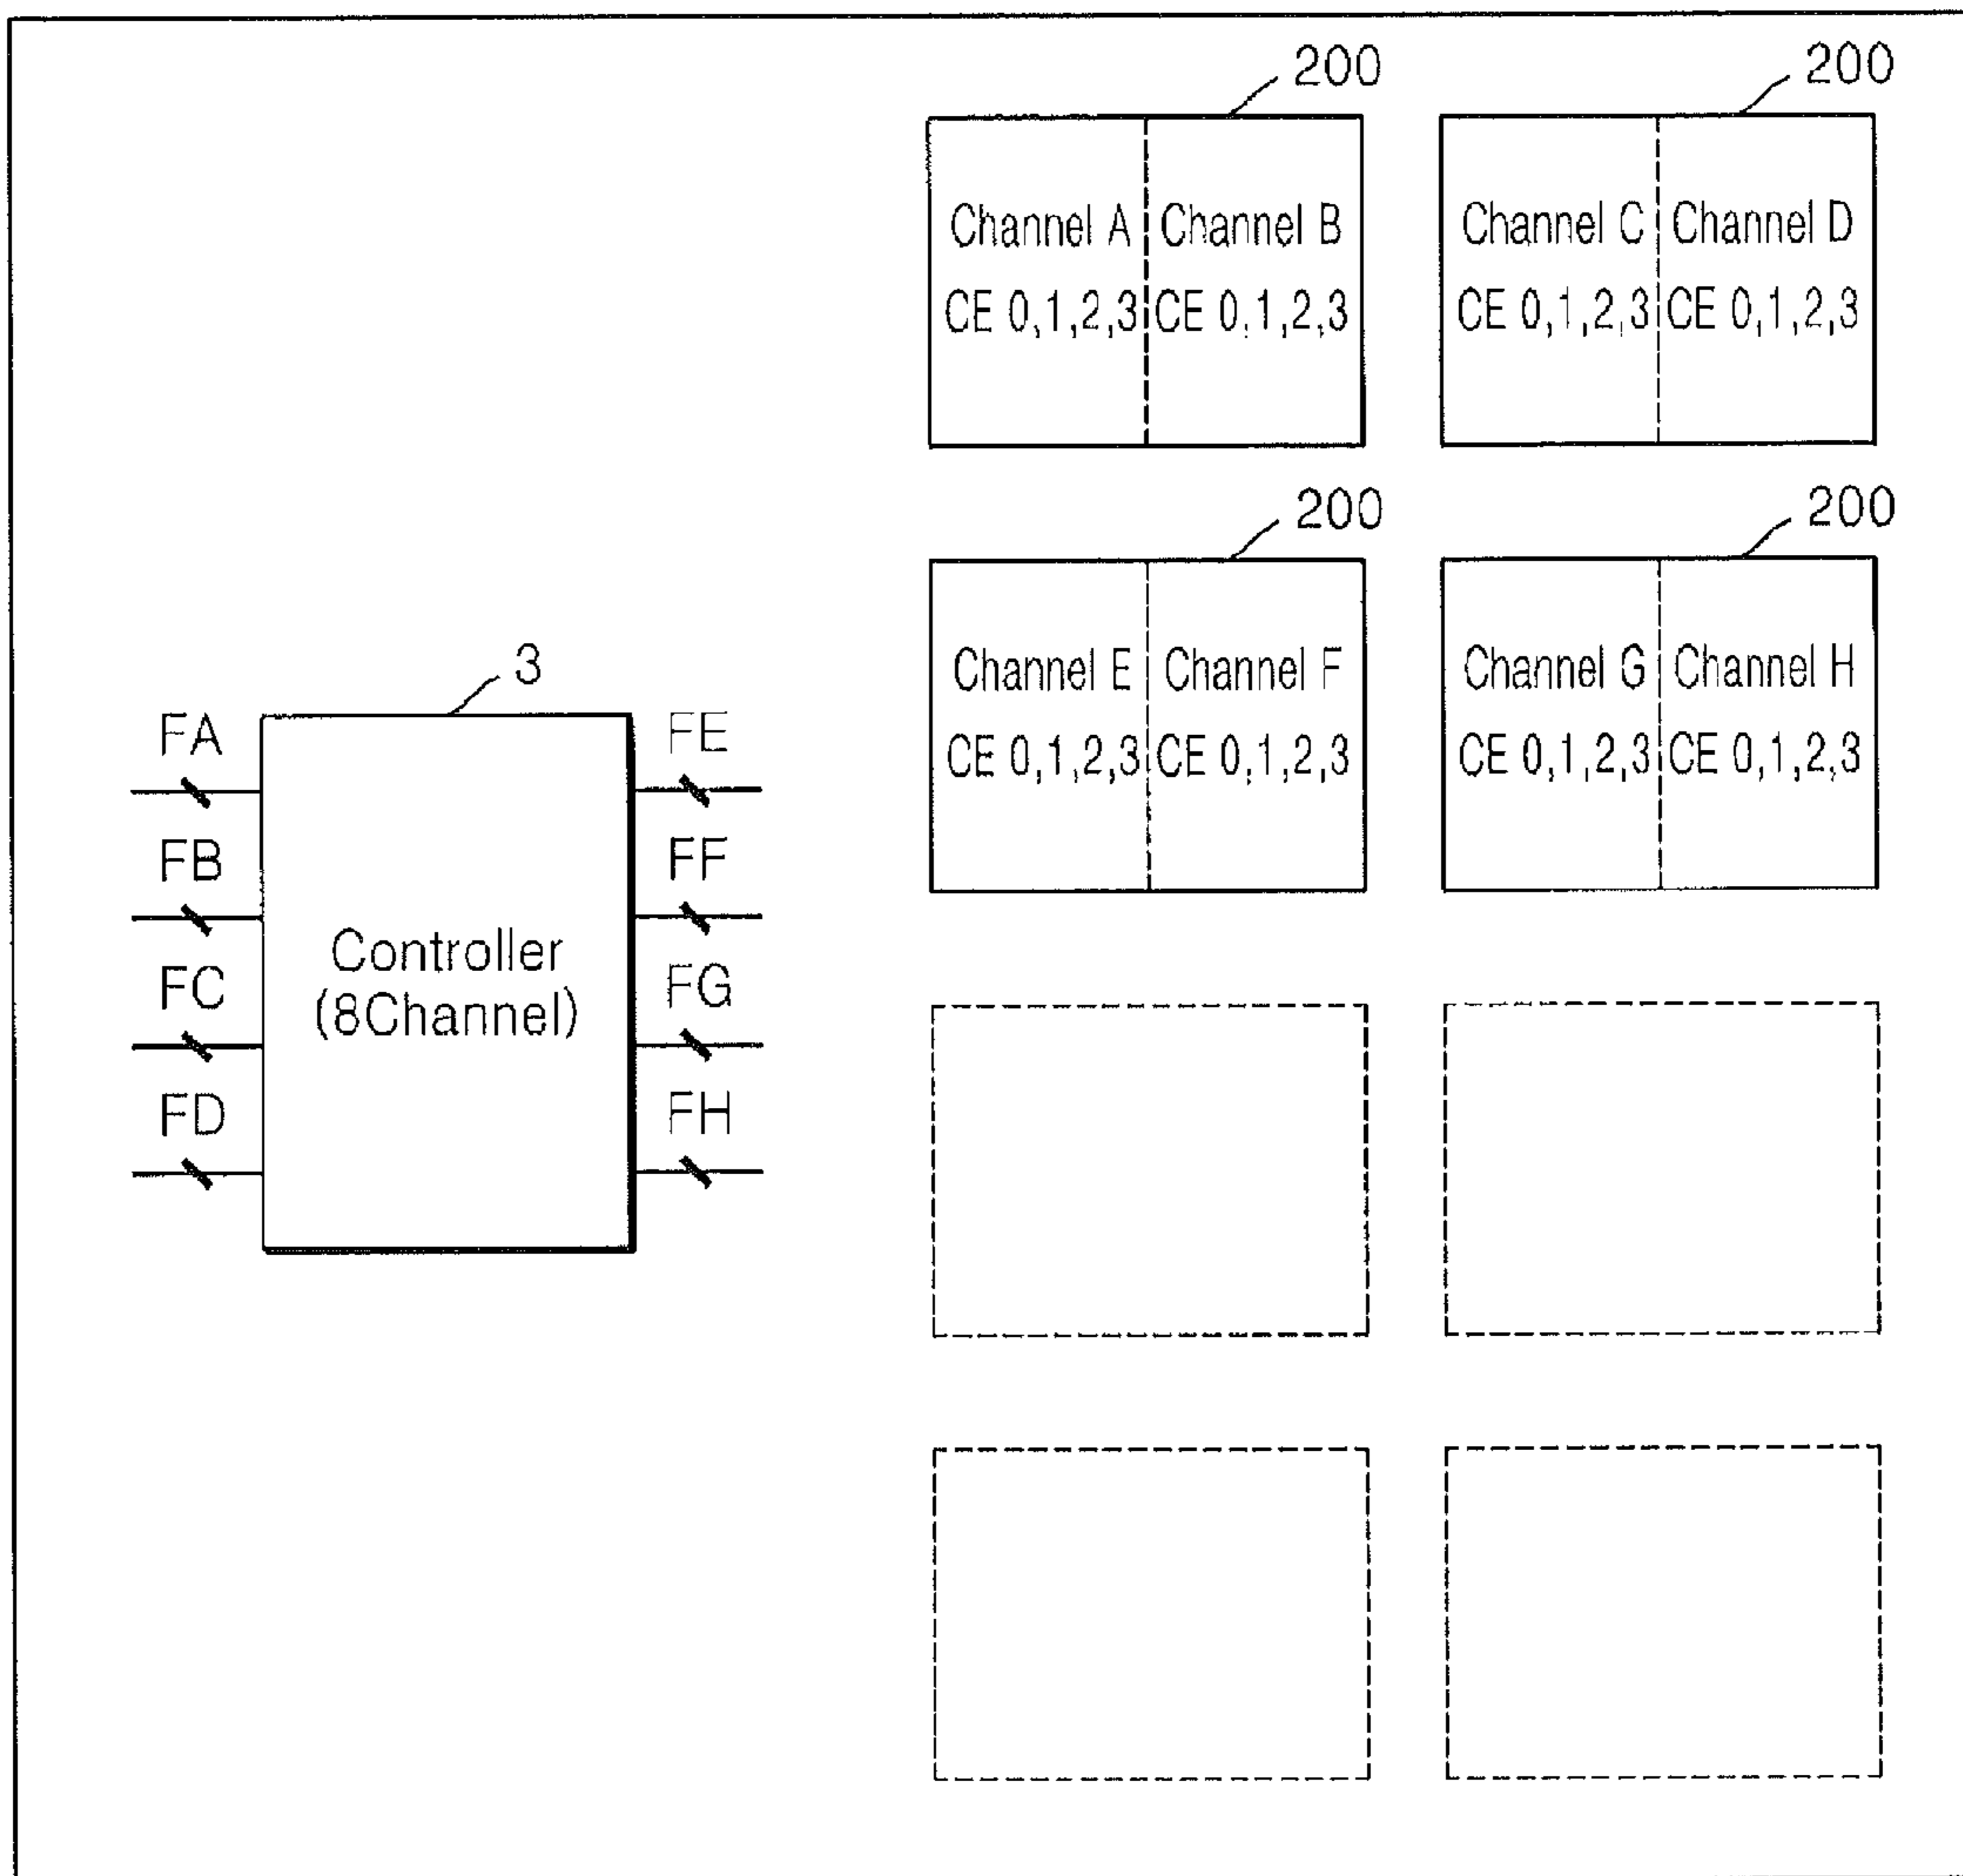 200
200
Channel A Channel B
CE 0,1,2,3 CE 0,1,2,3
Channel C Channel D
CE 0,1,2,3 CE 0,1,2,3
200
200
Channel E Channel F
CE 0,1,2,3 CE 0,1,2,3
Channel G Channel H
CE 0,1,2,3 CE 0,1,2,3
3
FA
FB
FC
FD
Controller
(8Channel)
FE
FF
FG
FH